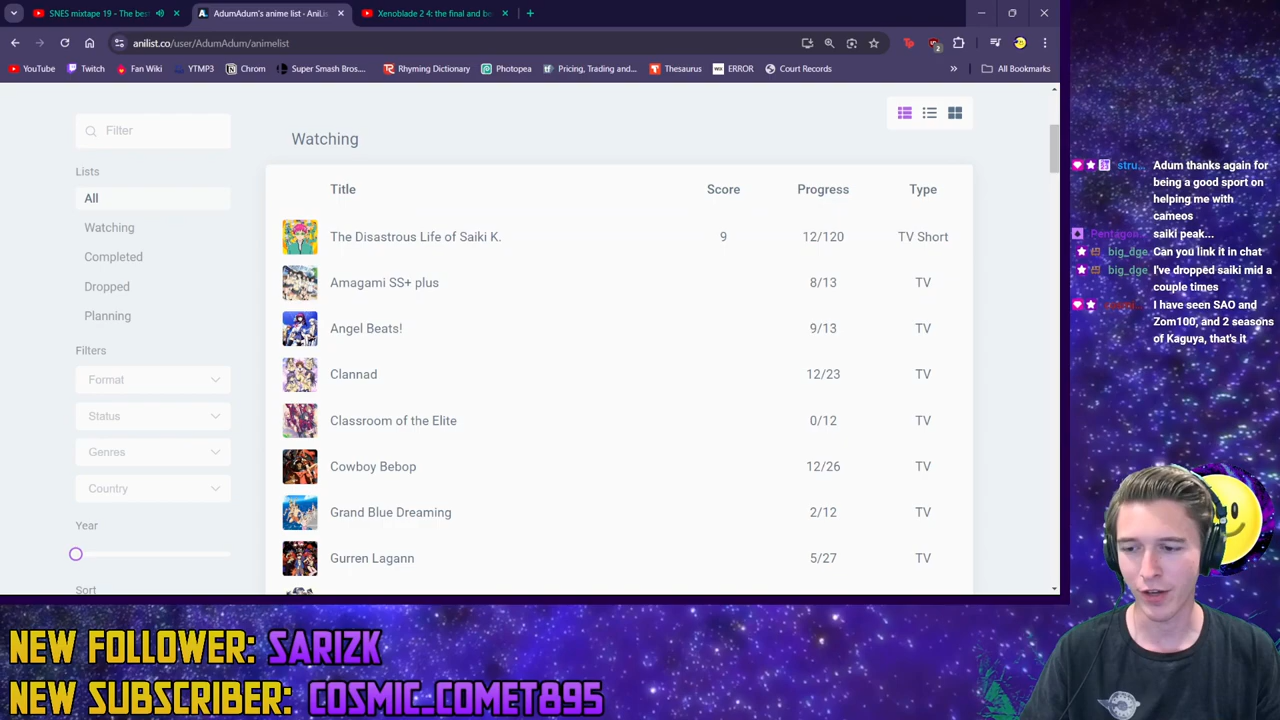 SNES mixtape 19 - The best
AdumAdum's anime list · AniLis
Xenoblade 2 4: the final and be
anilist.co/user/AdumAdum/animelist
YouTube
Twitch
Fan Wiki
YTMP3
Chrom
Super Smash Bros....
Rhyming Dictionary
Photopea
Pricing, Trading and...
Thesaurus
ERROR
Court Records
»
All Bookmarks
Filter
Lists
All
Watching
Completed
Dropped
Planning
Filters
Format
Status
Genres
Country
Year
Sort
Watching
Title Score Progress Type
The Disastrous Life of Saiki K. 9 12/120 TV Short
Amagami SS+ plus 8/13 TV
Angel Beats! 9/13 TV
Clannad 12/23 TV
Classroom of the Elite 0/12 TV
Cowboy Bebop 12/26 TV
Grand Blue Dreaming 2/12 TV
Gurren Lagann 5/27 TV
stru... Adum thanks again for
being a good sport on
helping me with
cameos
Pentagon saiki peak...
big_dge Can you link it in chat
big_dge I've dropped saiki mid a
couple times
I have seen SAO and
Zom100, and 2 seasons
of Kaguya, that's it
NEW FOLLOWER: SARIZK
NEW SUBSCRIBER: COSMIC_COMET895